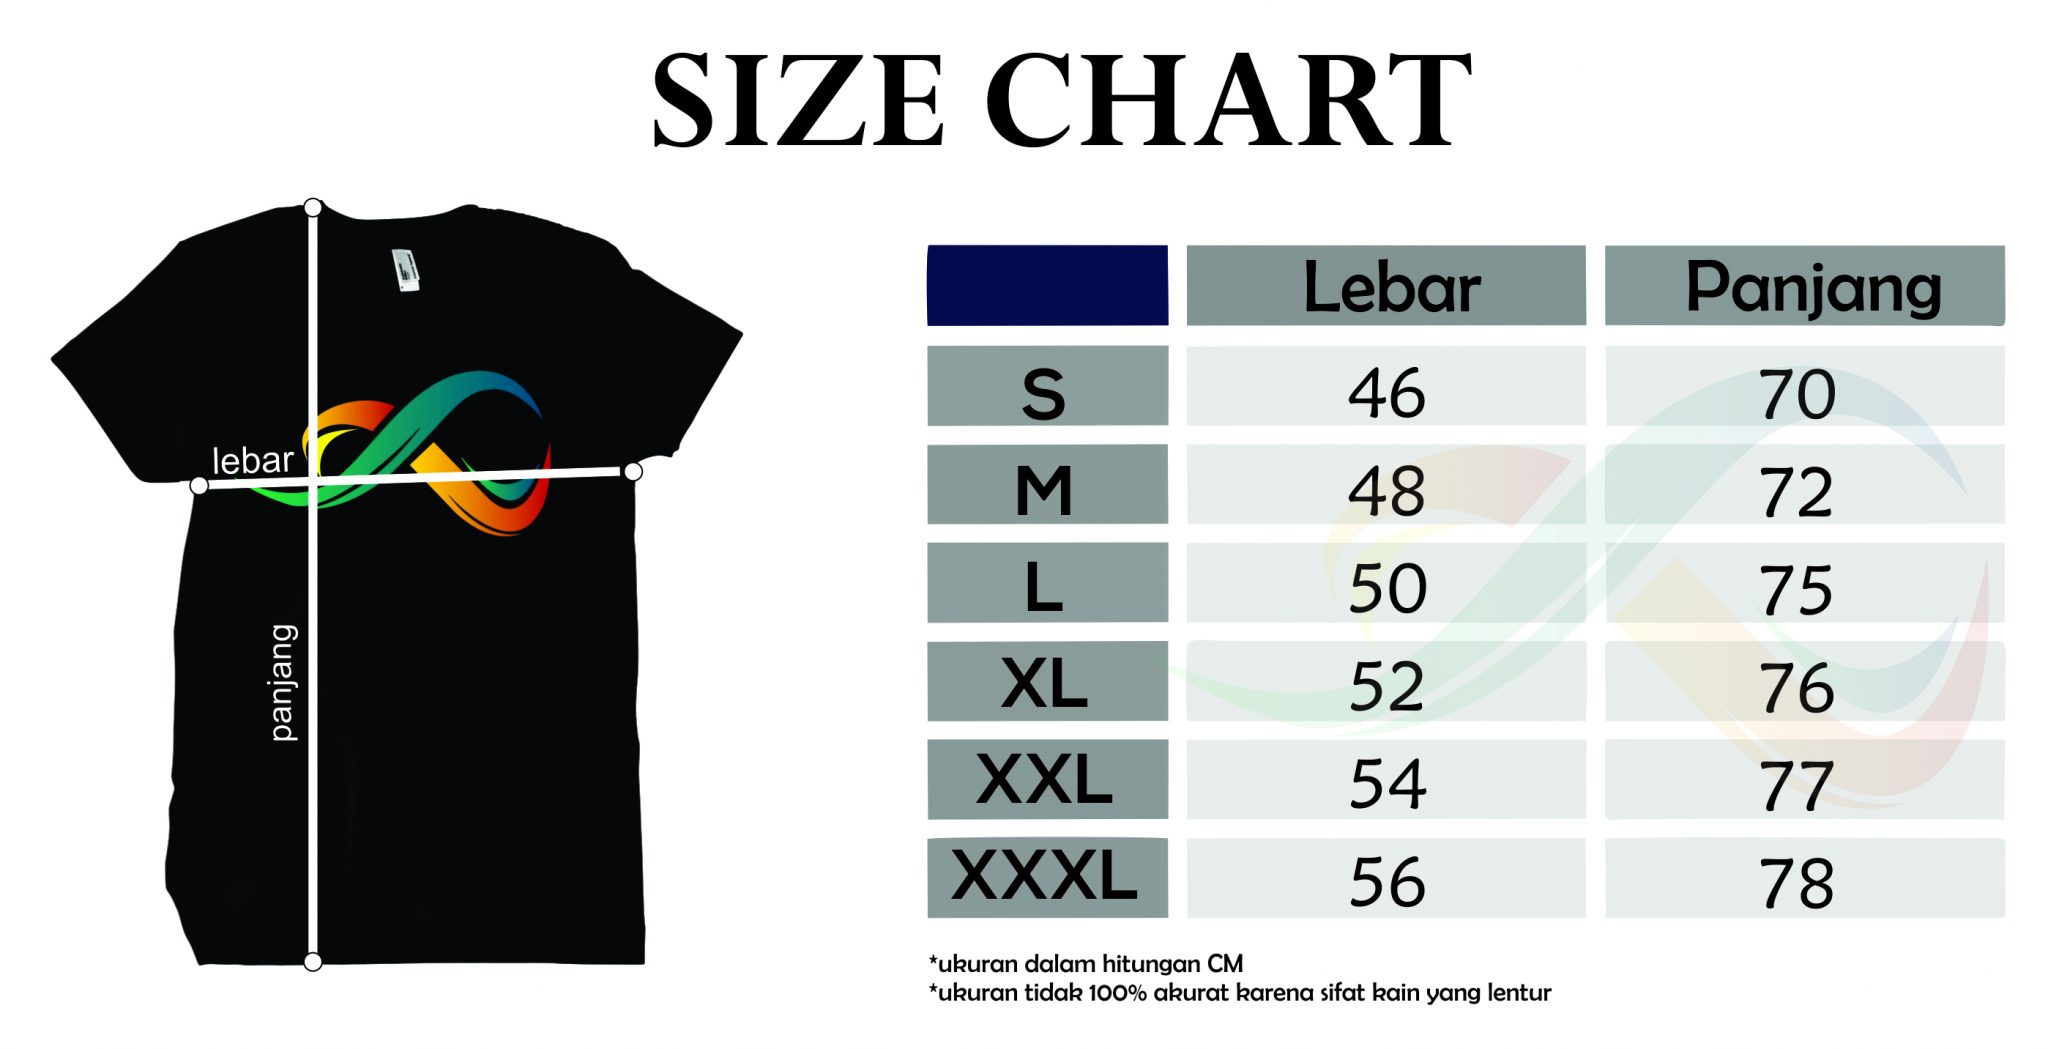 SIZE CHART
lebar
panjang
Lebar Panjang
S 46 70
M 48 72
L 50 75
XL 52 76
XXL 54 77
XXXL 56 78
*ukuran dalam hitungan CM
*ukuran tidak 100% akurat karena sifat kain yang lentur